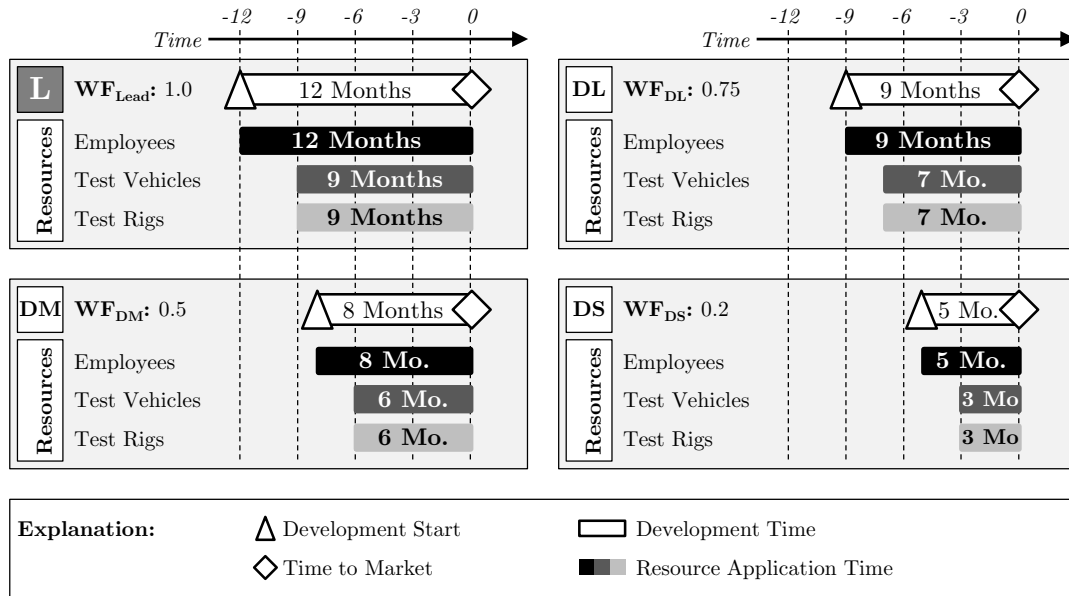 -12 -9 -6 -3 0
Time
-12 -9 -6 -3 0
Time
L WF_Lead: 1.0 12 Months
Resources
Employees 12 Months
Test Vehicles 9 Months
Test Rigs 9 Months
DL WF_DL: 0.75 9 Months
Resources
Employees 9 Months
Test Vehicles 7 Mo.
Test Rigs 7 Mo.
DM WF_DM: 0.5 8 Months
Resources
Employees 8 Mo.
Test Vehicles 6 Mo.
Test Rigs 6 Mo.
DS WF_DS: 0.2 5 Mo.
Resources
Employees 5 Mo.
Test Vehicles 3 Mo
Test Rigs 3 Mo
Explanation: Development Start Development Time
Time to Market Resource Application Time